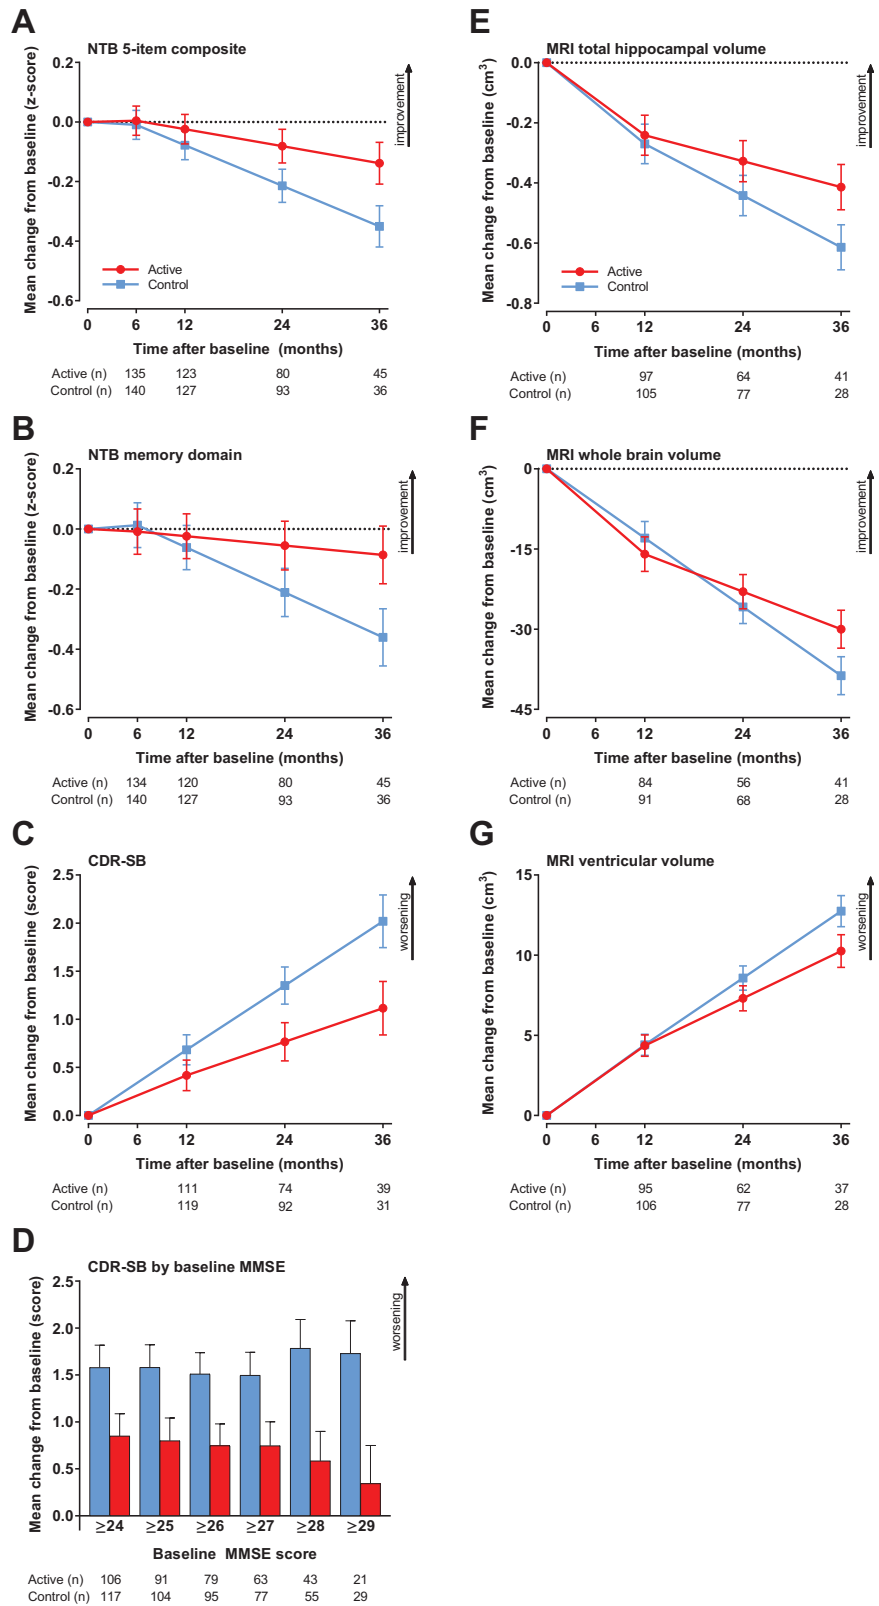 A
NTB 5-item composite
Mean change from baseline (z-score)
0.2
0.0
-0.2
-0.4
-0.6
improvement
Active
Control
0 6 12 24 36
Time after baseline (months)
Active (n) 135 123 80 45
Control (n) 140 127 93 36
B
NTB memory domain
Mean change from baseline (z-score)
0.2
0.0
-0.2
-0.4
-0.6
improvement
0 6 12 24 36
Time after baseline (months)
Active (n) 134 120 80 45
Control (n) 140 127 93 36
C
CDR-SB
Mean change from baseline (score)
2.5
2.0
1.5
1.0
0.5
0.0
worsening
0 6 12 24 36
Time after baseline (months)
Active (n) 111 74 39
Control (n) 119 92 31
D
CDR-SB by baseline MMSE
Mean change from baseline (score)
2.5
2.0
1.5
1.0
0.5
0.0
worsening
≥24 ≥25 ≥26 ≥27 ≥28 ≥29
Baseline MMSE score
Active (n) 106 91 79 63 43 21
Control (n) 117 104 95 77 55 29
E
MRI total hippocampal volume
Mean change from baseline (cm³)
0.0
-0.2
-0.4
-0.6
-0.8
improvement
Active
Control
0 6 12 24 36
Time after baseline (months)
Active (n) 97 64 41
Control (n) 105 77 28
F
MRI whole brain volume
Mean change from baseline (cm³)
0
-15
-30
-45
improvement
0 6 12 24 36
Time after baseline (months)
Active (n) 84 56 41
Control (n) 91 68 28
G
MRI ventricular volume
Mean change from baseline (cm³)
15
10
5
0
worsening
0 6 12 24 36
Time after baseline (months)
Active (n) 95 62 37
Control (n) 106 77 28